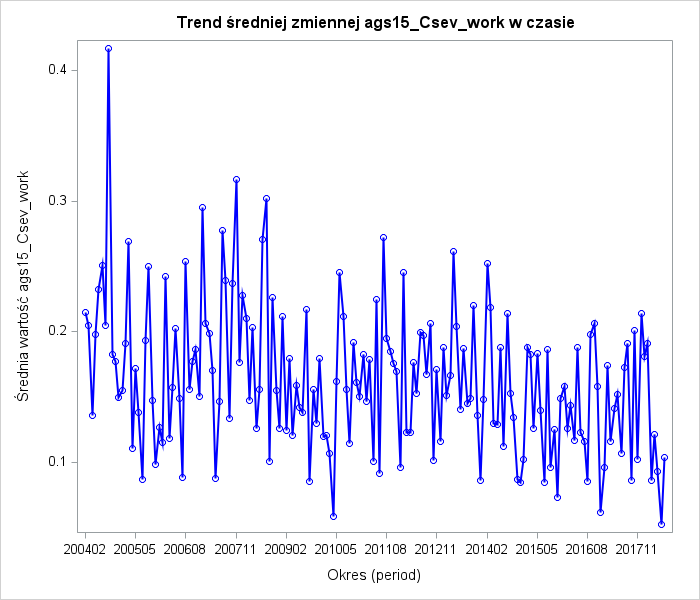 Trend średniej zmiennej ags15_Csev_work w czasie
Średnia wartość ags15_Csev_work
0.4
0.3
0.2
0.1
200402 200505 200608 200711 200902 201005 201108 201211 201402 201505 201608 201711
Okres (period)